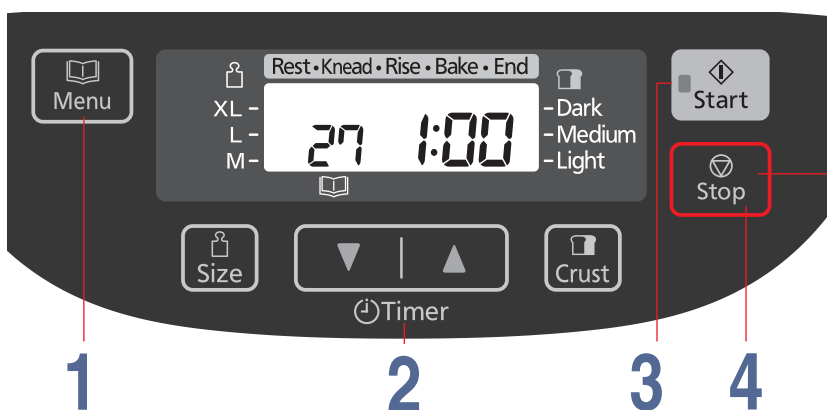 Menu
Rest • Knead • Rise • Bake • End
XL –
L –
M –
27 1:00
– Dark
– Medium
– Light
Start
Stop
Size
Crust
Timer
1
2
3
4